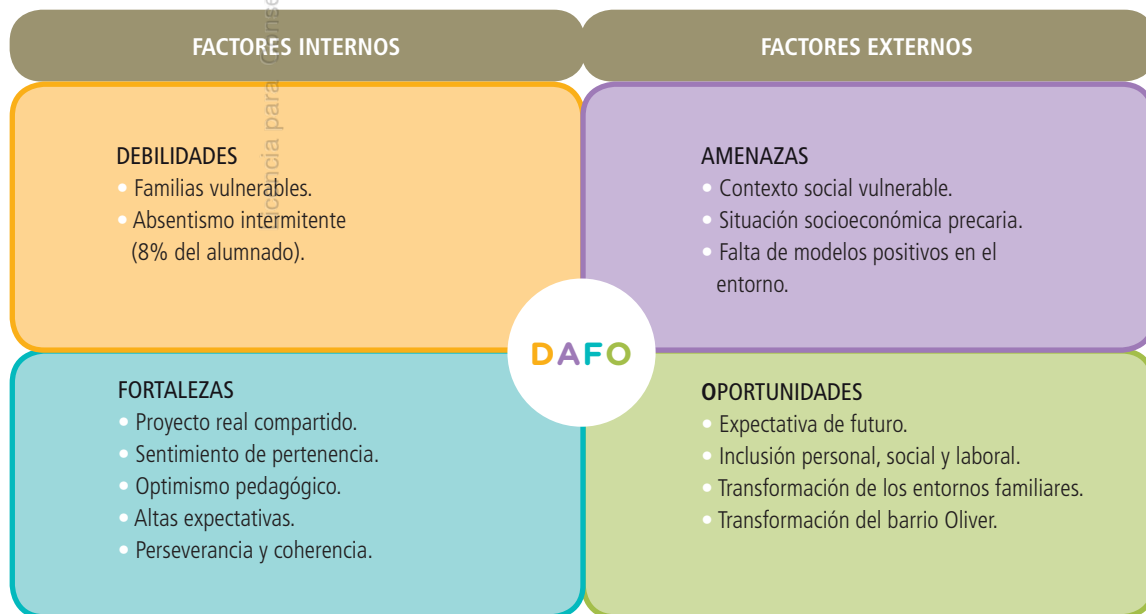 FACTORES INTERNOS
FACTORES EXTERNOS
DEBILIDADES
• Familias vulnerables.
• Absentismo intermitente
(8% del alumnado).
AMENAZAS
• Contexto social vulnerable.
• Situación socioeconómica precaria.
• Falta de modelos positivos en el
entorno.
DAFO
FORTALEZAS
• Proyecto real compartido.
• Sentimiento de pertenencia.
• Optimismo pedagógico.
• Altas expectativas.
• Perseverancia y coherencia.
OPORTUNIDADES
• Expectativa de futuro.
• Inclusión personal, social y laboral.
• Transformación de los entornos familiares.
• Transformación del barrio Oliver.
para